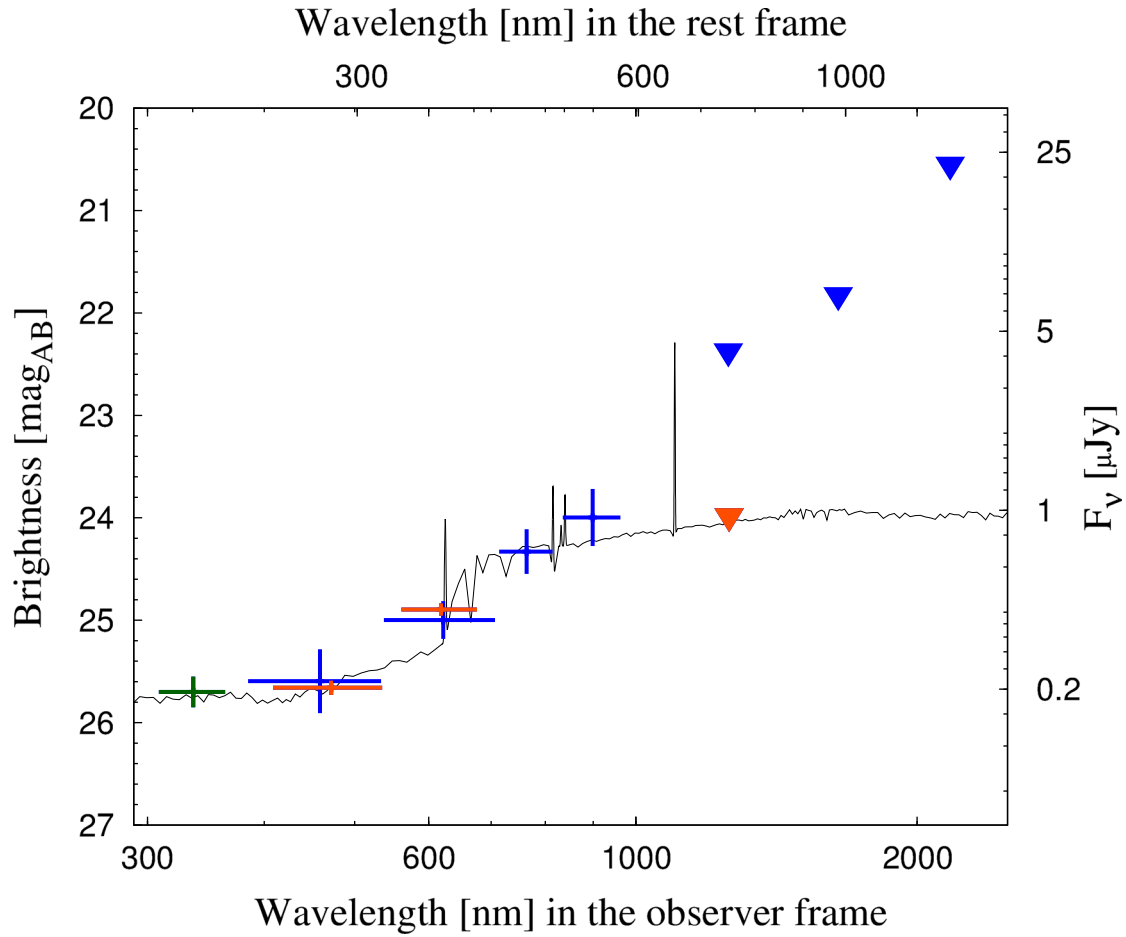 Wavelength [nm] in the rest frame
300 600 1000
20
21
22
23
24
25
26
27
Brightness [mag_AB]
25
5
1
0.2
F_ν [μJy]
300 600 1000 2000
Wavelength [nm] in the observer frame